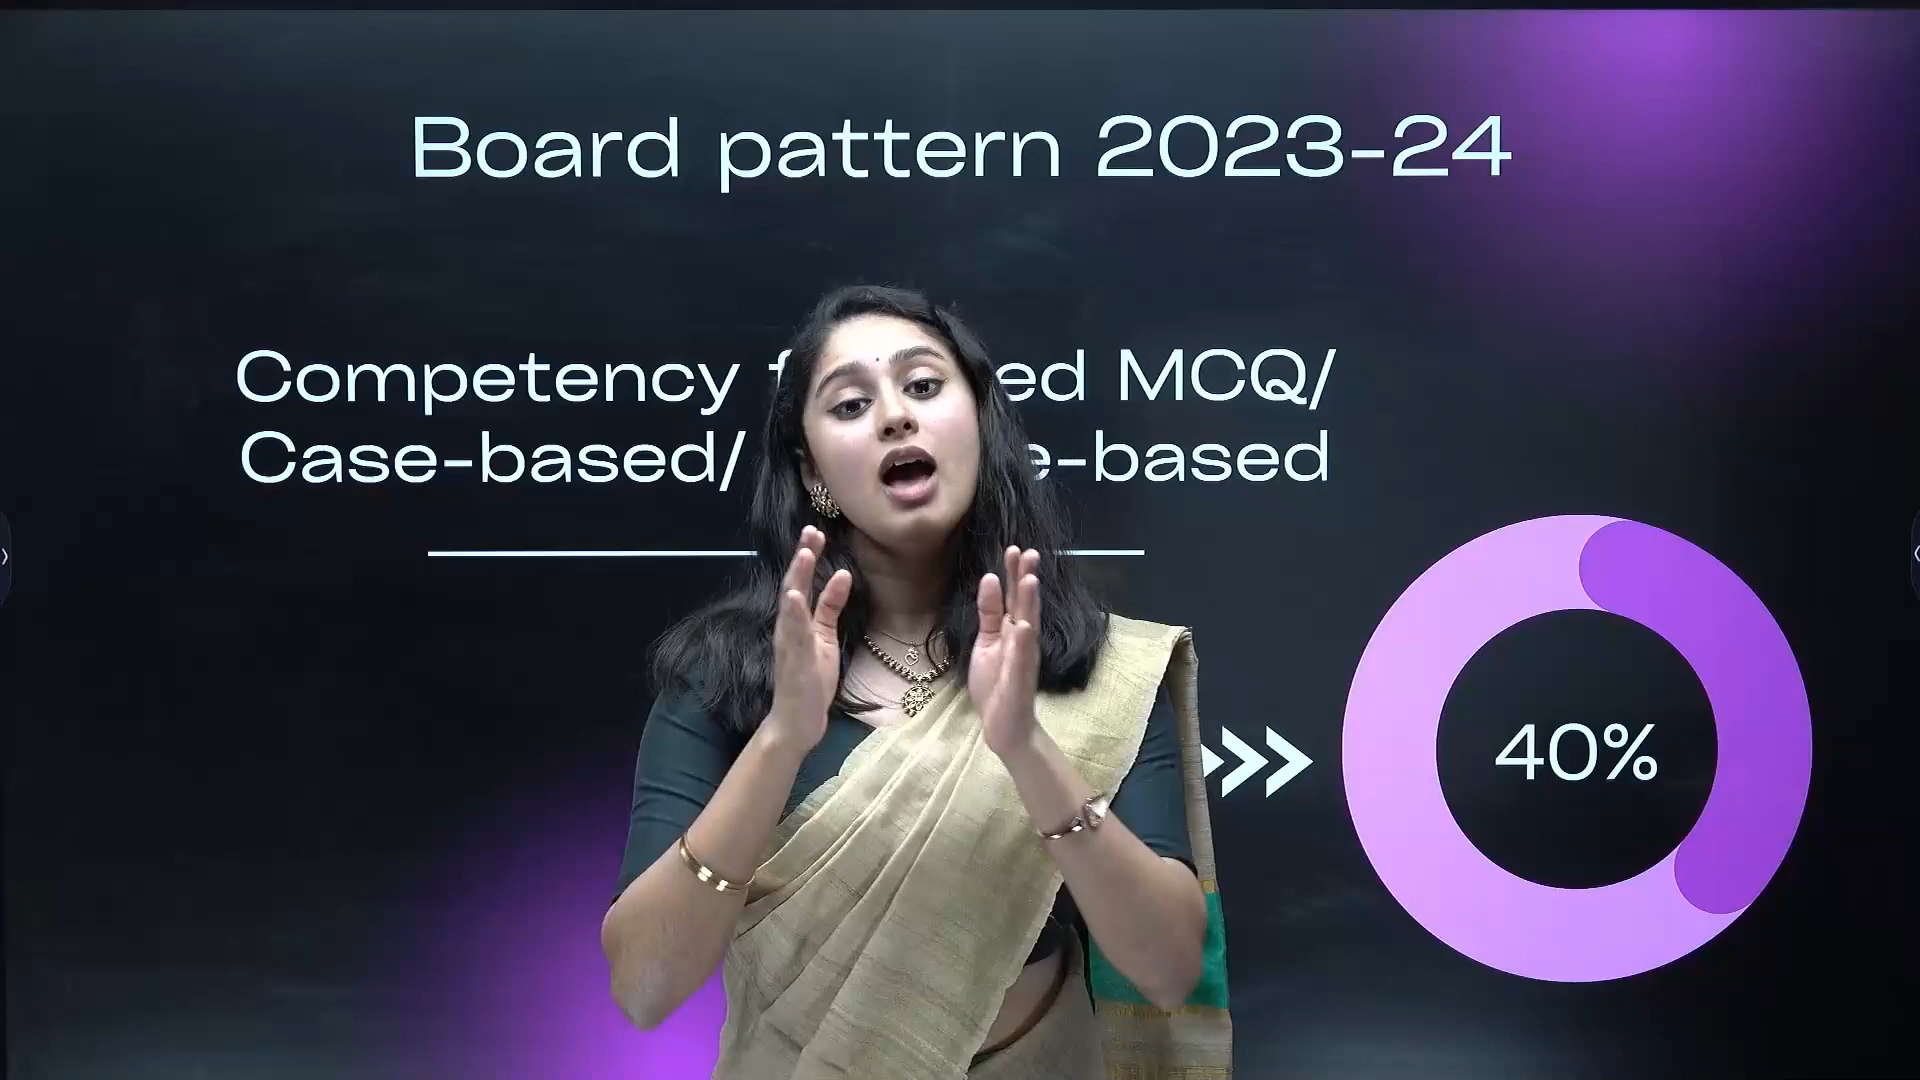 Board pattern 2023-24
Competency ed MCQ/
Case-based/ e-based
40%